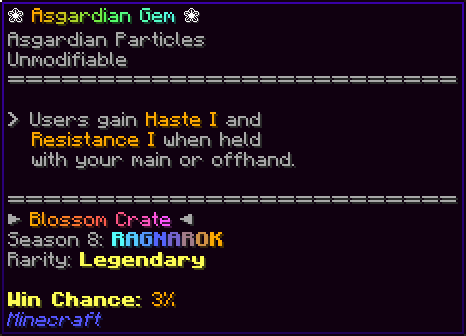 ❀ Asgardian Gem ❀
Asgardian Particles
Unmodifiable
==============================
> Users gain Haste I and
Resistance I when held
with your main or offhand.
==============================
► Blossom Crate ◄
Season 8: RAGNAROK
Rarity: Legendary
Win Chance: 3%
Minecraft